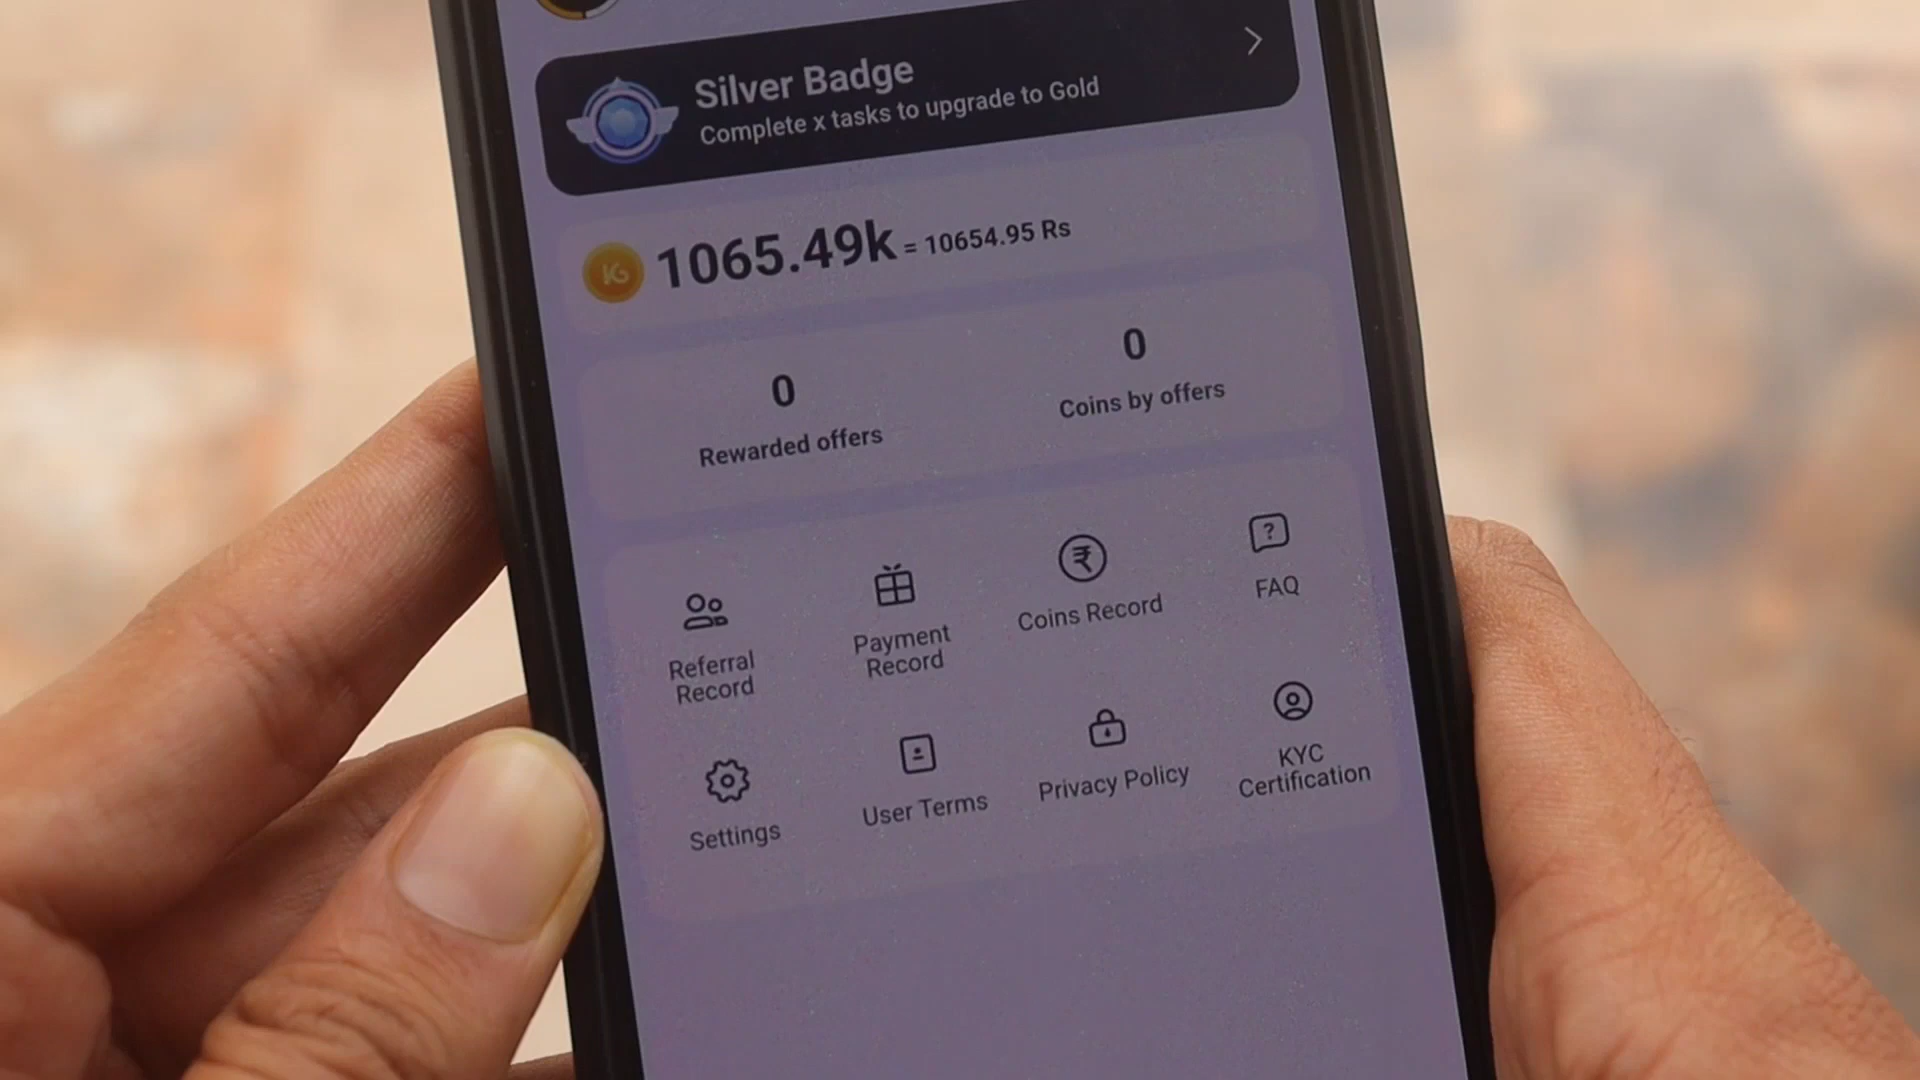 Silver Badge
Complete x tasks to upgrade to Gold
1065.49k = 10654.95 Rs
0
Rewarded offers
0
Coins by offers
Referral
Record
Payment
Record
Coins Record
FAQ
Settings
User Terms
Privacy Policy
KYC
Certification